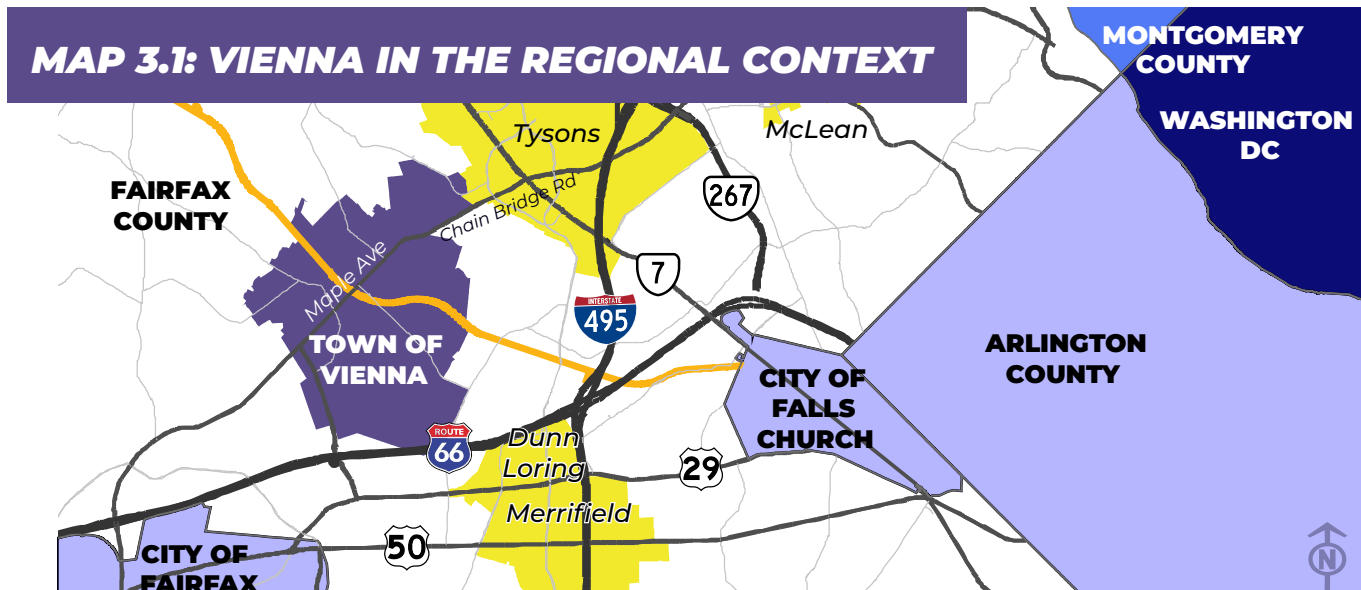 MAP 3.1: VIENNA IN THE REGIONAL CONTEXT
MONTGOMERY
COUNTY
WASHINGTON
DC
Tysons
McLean
FAIRFAX
COUNTY
267
Chain Bridge Rd
Maple Ave
7
INTERSTATE
495
TOWN OF
VIENNA
ARLINGTON
COUNTY
CITY OF
FALLS
CHURCH
ROUTE
66
Dunn
Loring
29
Merrifield
50
CITY OF
FAIRFAX
N